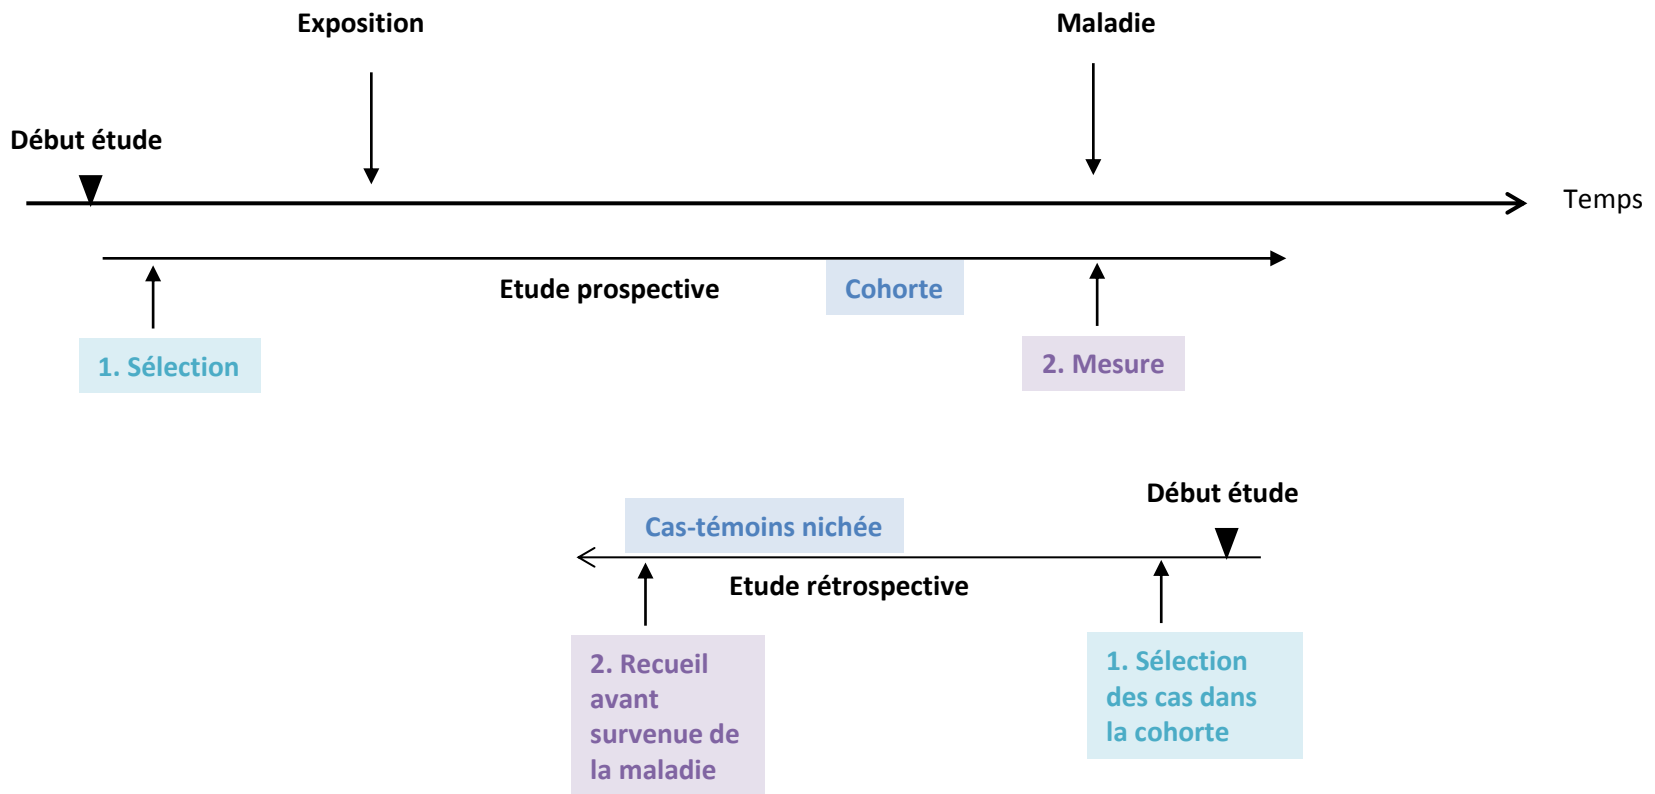 Exposition
Maladie
Début étude
Temps
Etude prospective
Cohorte
1. Sélection
2. Mesure
Début étude
Cas-témoins nichée
Etude rétrospective
2. Recueil
avant
survenue de
la maladie
1. Sélection
des cas dans
la cohorte